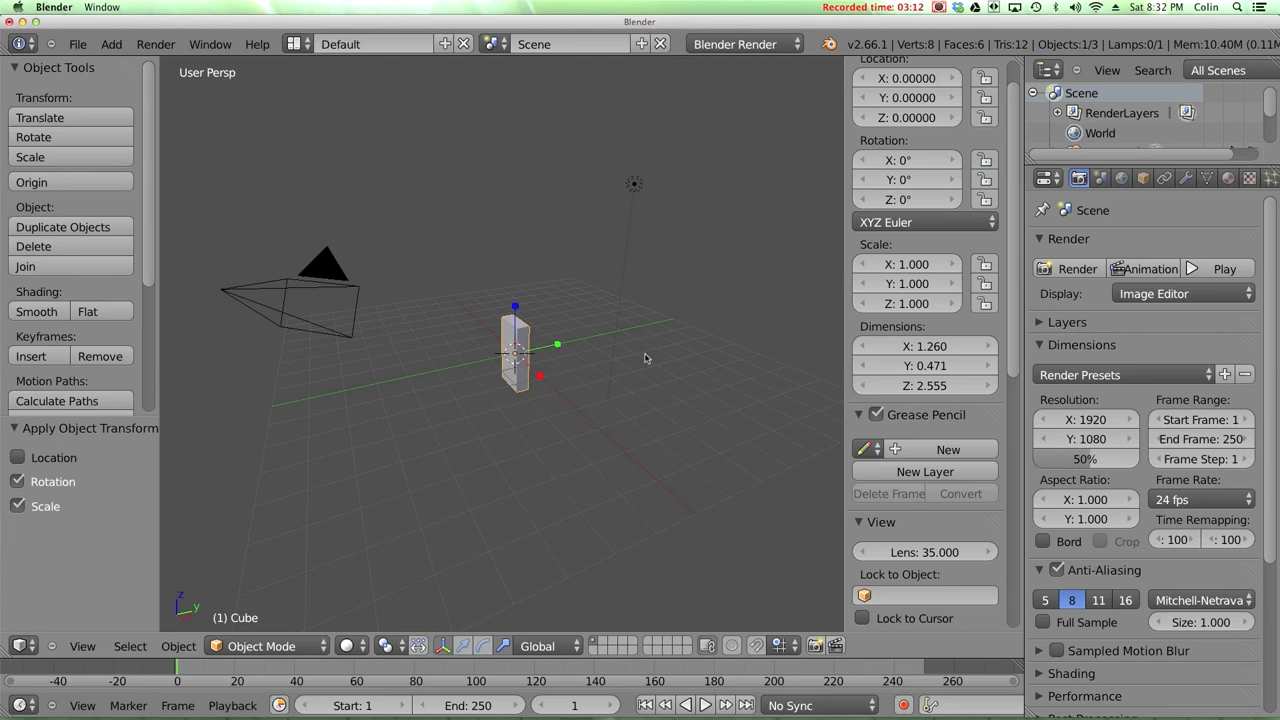 Blender Window Recorded time: 03:12 Sat 8:32 PM Colin
Blender
File Add Render Window Help Default Scene Blender Render v2.66.1 | Verts:8 | Faces:6 | Tris:12 | Objects:1/3 | Lamps:0/1 | Mem:10.40M (0.11M
Object Tools
Transform:
Translate
Rotate
Scale
Origin
Object:
Duplicate Objects
Delete
Join
Shading:
Smooth Flat
Keyframes:
Insert Remove
Motion Paths:
Calculate Paths
Apply Object Transform
Location
Rotation
Scale
User Persp
z
y
(1) Cube
Location:
X: 0.00000
Y: 0.00000
Z: 0.00000
Rotation:
X: 0°
Y: 0°
Z: 0°
XYZ Euler
Scale:
X: 1.000
Y: 1.000
Z: 1.000
Dimensions:
X: 1.260
Y: 0.471
Z: 2.555
Grease Pencil
New
New Layer
Delete Frame Convert
View
Lens: 35.000
Lock to Object:
Lock to Cursor
View Search All Scenes
Scene
RenderLayers |
World
Scene
Render
Render Animation Play
Display: Image Editor
Layers
Dimensions
Render Presets
Resolution: Frame Range:
X: 1920 Start Frame: 1
Y: 1080 End Frame: 250
50% Frame Step: 1
Aspect Ratio: Frame Rate:
X: 1.000 24 fps
Y: 1.000 Time Remapping:
Bord Crop : 100 : 100
Anti-Aliasing
5 8 11 16 Mitchell-Netrava
Full Sample Size: 1.000
Sampled Motion Blur
Shading
Performance
View Select Object Object Mode Global
-40 -20 0 20 40 60 80 100 120 140 160 180 200 220 240 260
View Marker Frame Playback Start: 1 End: 250 1 No Sync